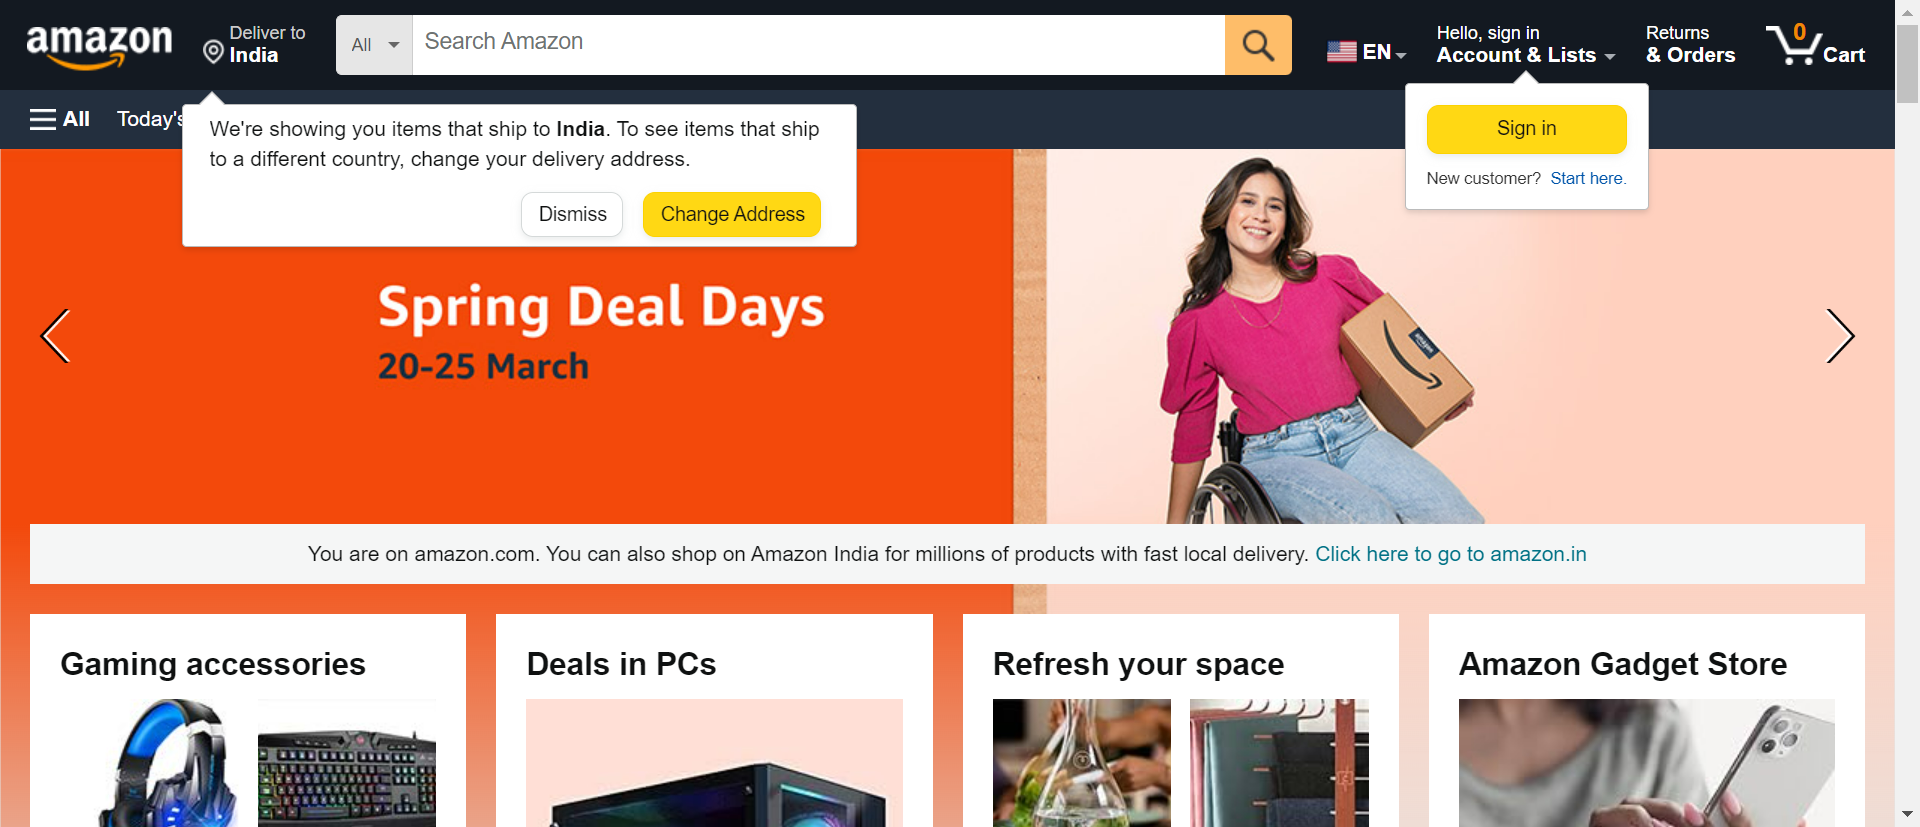 amazon
Deliver to
India
All
Search Amazon
EN
Hello, sign in
Account & Lists
Returns
& Orders
0
Cart
All
Today's
We're showing you items that ship to India. To see items that ship
to a different country, change your delivery address.
Dismiss
Change Address
Sign in
New customer? Start here.
Spring Deal Days
20-25 March
amazon
You are on amazon.com. You can also shop on Amazon India for millions of products with fast local delivery. Click here to go to amazon.in
Gaming accessories
Deals in PCs
Refresh your space
Amazon Gadget Store